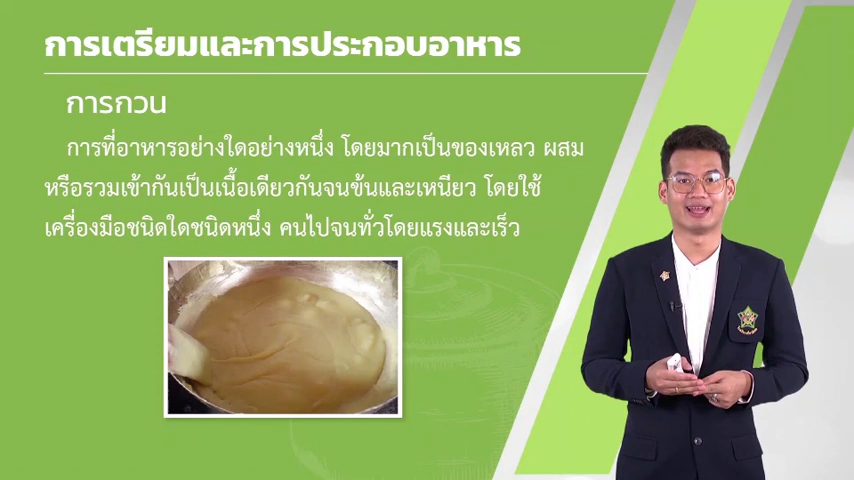 การเตรียมและการประกอบอาหาร
การกวน
การที่อาหารอย่างใดอย่างหนึ่ง โดยมากเป็นของเหลว ผสม
หรือรวมเข้ากันเป็นเนื้อเดียวกันจนข้นและเหนียว โดยใช้
เครื่องมือชนิดใดชนิดหนึ่ง คนไปจนทั่วโดยแรงและเร็ว